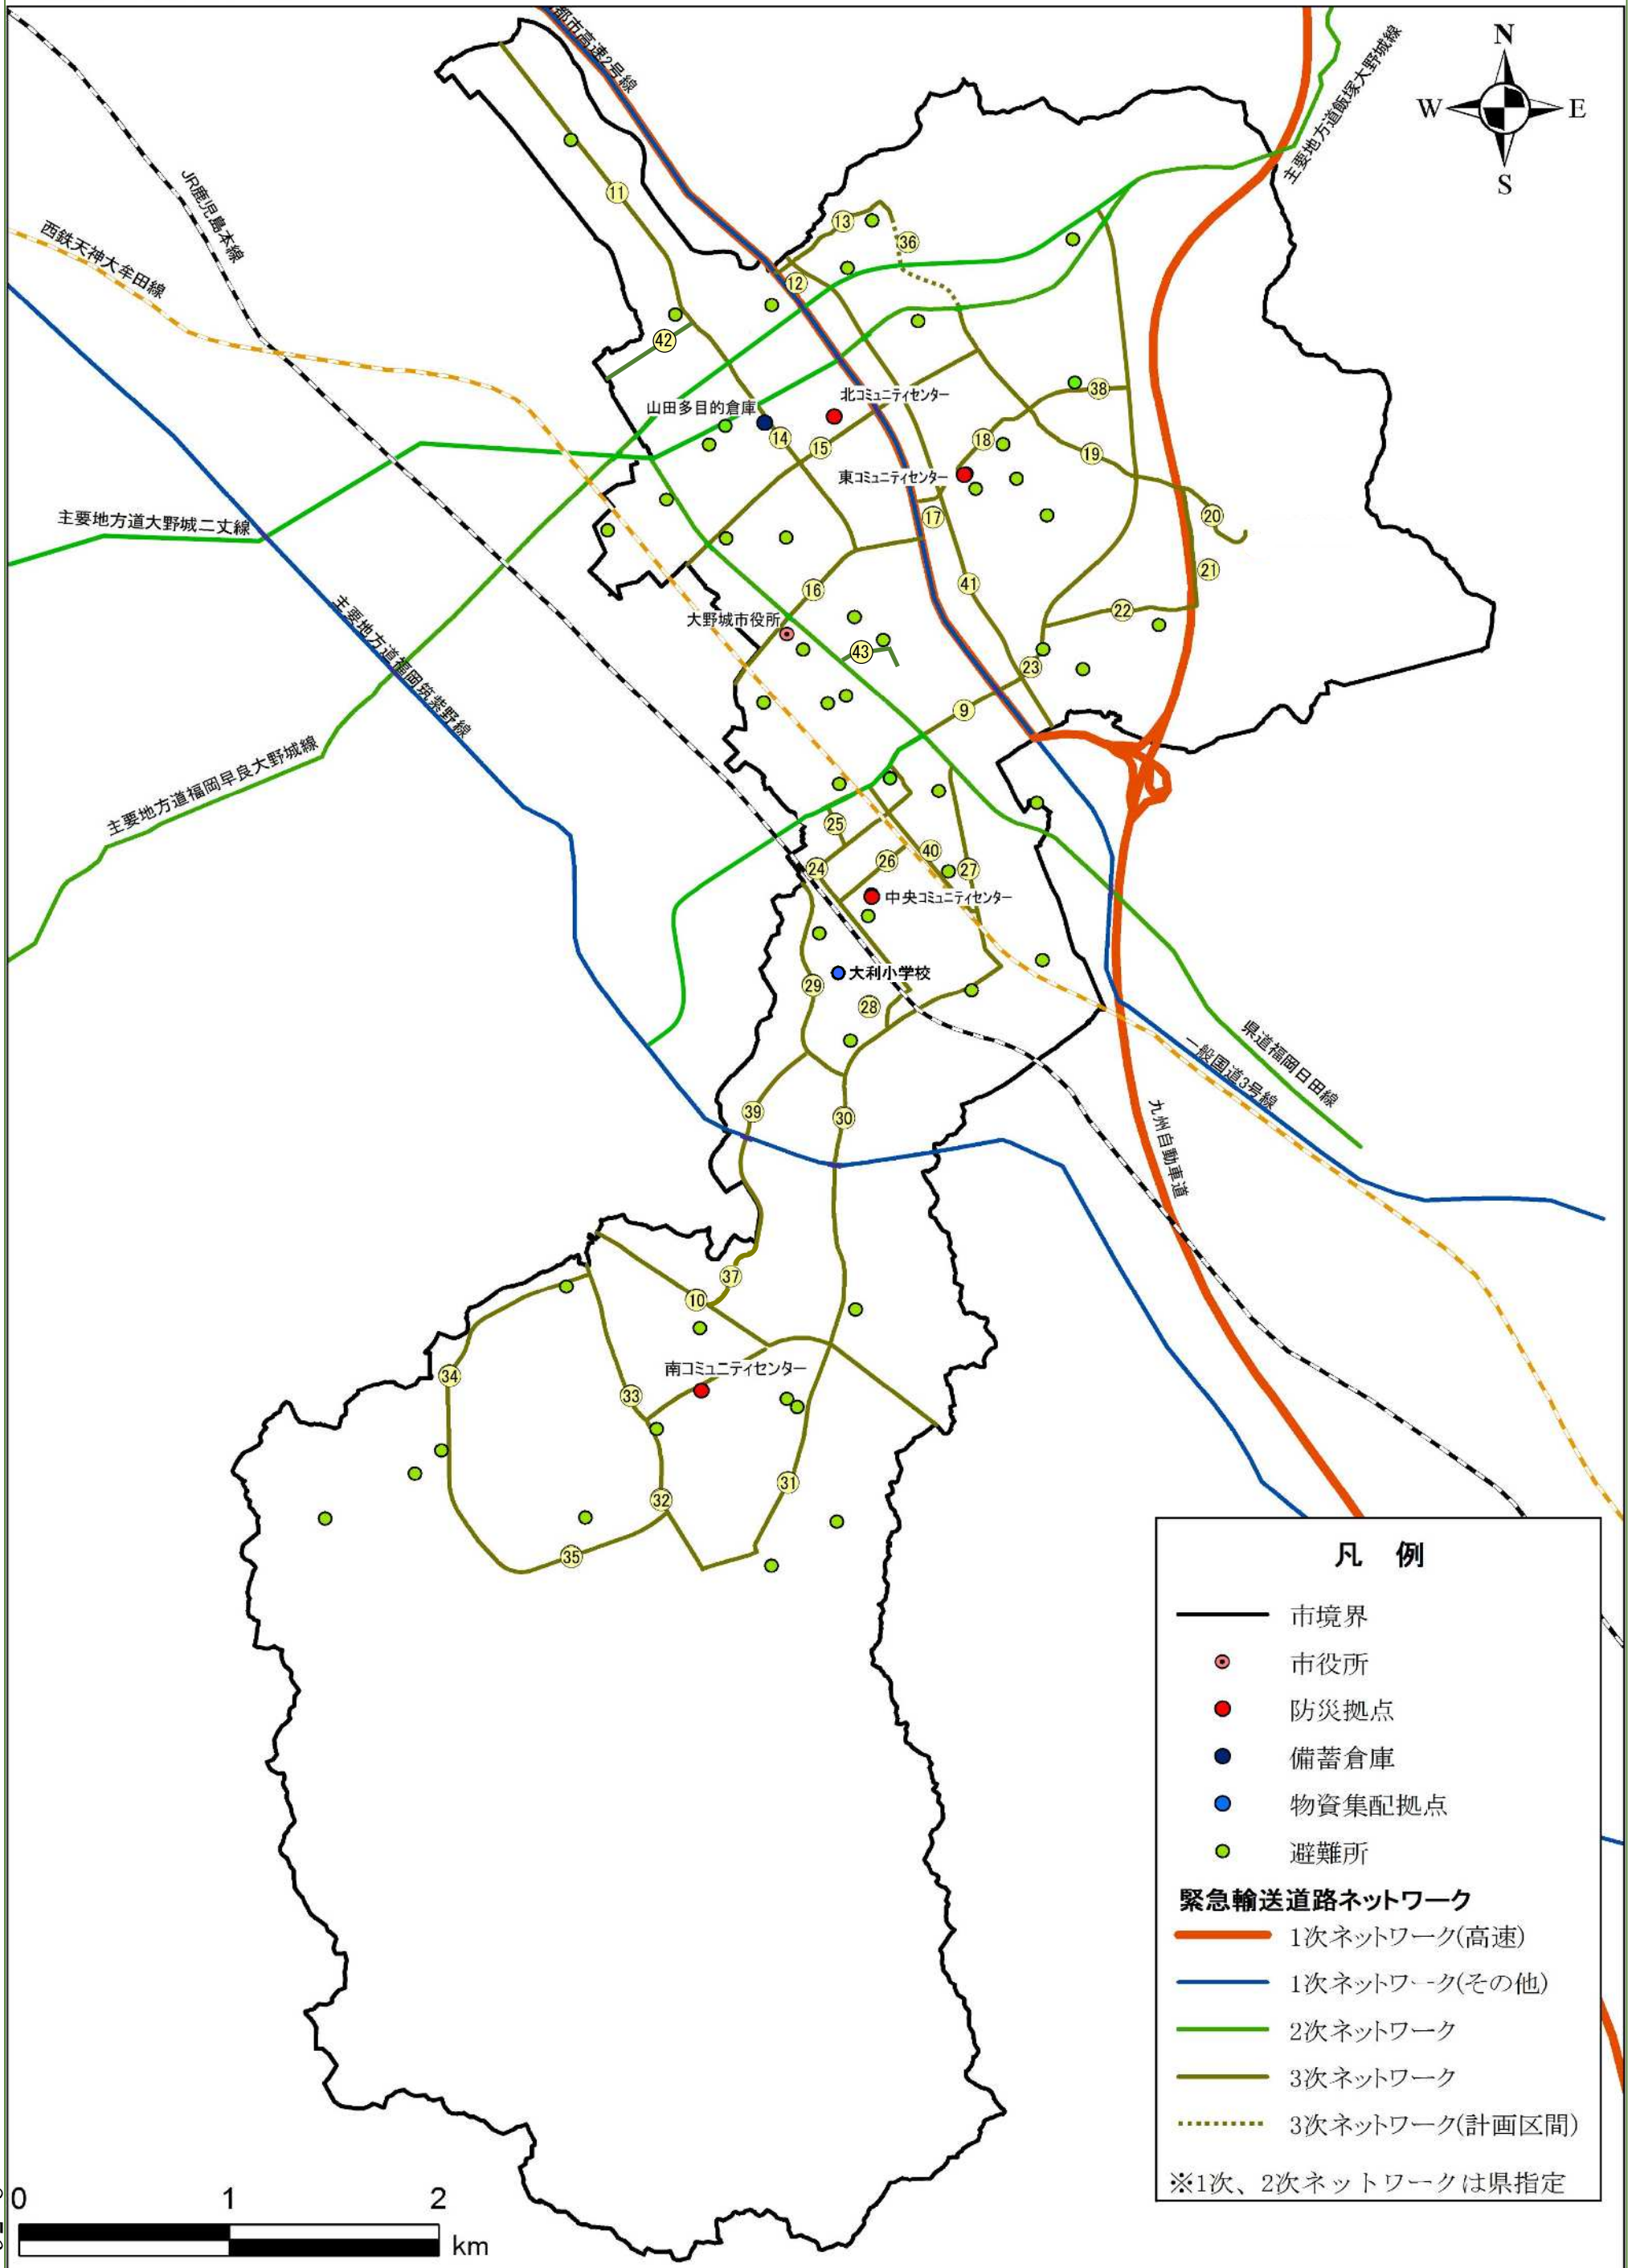 都市高速2号線
主要地方道飯塚大野城線
N
W
E
S
JR鹿児島本線
西鉄天神大牟田線
11
13
36
12
42
38
北コミュニティセンター
山田多目的倉庫
14
15
18
19
東コミュニティセンター
17
20
主要地方道大野城二丈線
21
16
41
22
主要地方道福岡筑紫野線
大野城市役所
43
23
9
主要地方道福岡早良大野城線
25
24
26
40
27
中央コミュニティセンター
大利小学校
29
28
県道福岡日田線
一般国道3号線
39
30
九州自動車道
37
10
34
南コミュニティセンター
33
31
32
35
凡 例
市境界
市役所
防災拠点
備蓄倉庫
物資集配拠点
避難所
緊急輸送道路ネットワーク
1次ネットワーク(高速)
1次ネットワーク(その他)
2次ネットワーク
3次ネットワーク
3次ネットワーク(計画区間)
※1次、2次ネットワークは県指定
0 1 2
km